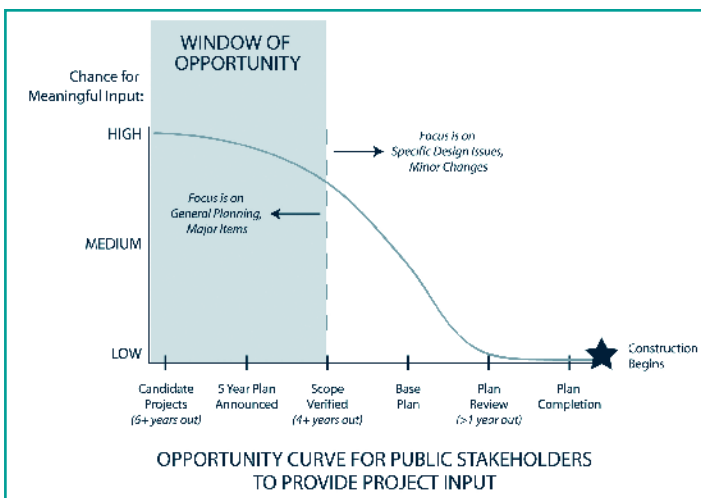 WINDOW OF
OPPORTUNITY
Chance for
Meaningful Input:
HIGH
Focus is on
Specific Design Issues,
Minor Changes
Focus is on
General Planning,
Major Items
MEDIUM
LOW
Construction
Begins
Candidate
Projects
(6+ years out)
5 Year Plan
Announced
Scope
Verified
(4+ years out)
Base
Plan
Plan
Review
(>1 year out)
Plan
Completion
OPPORTUNITY CURVE FOR PUBLIC STAKEHOLDERS
TO PROVIDE PROJECT INPUT